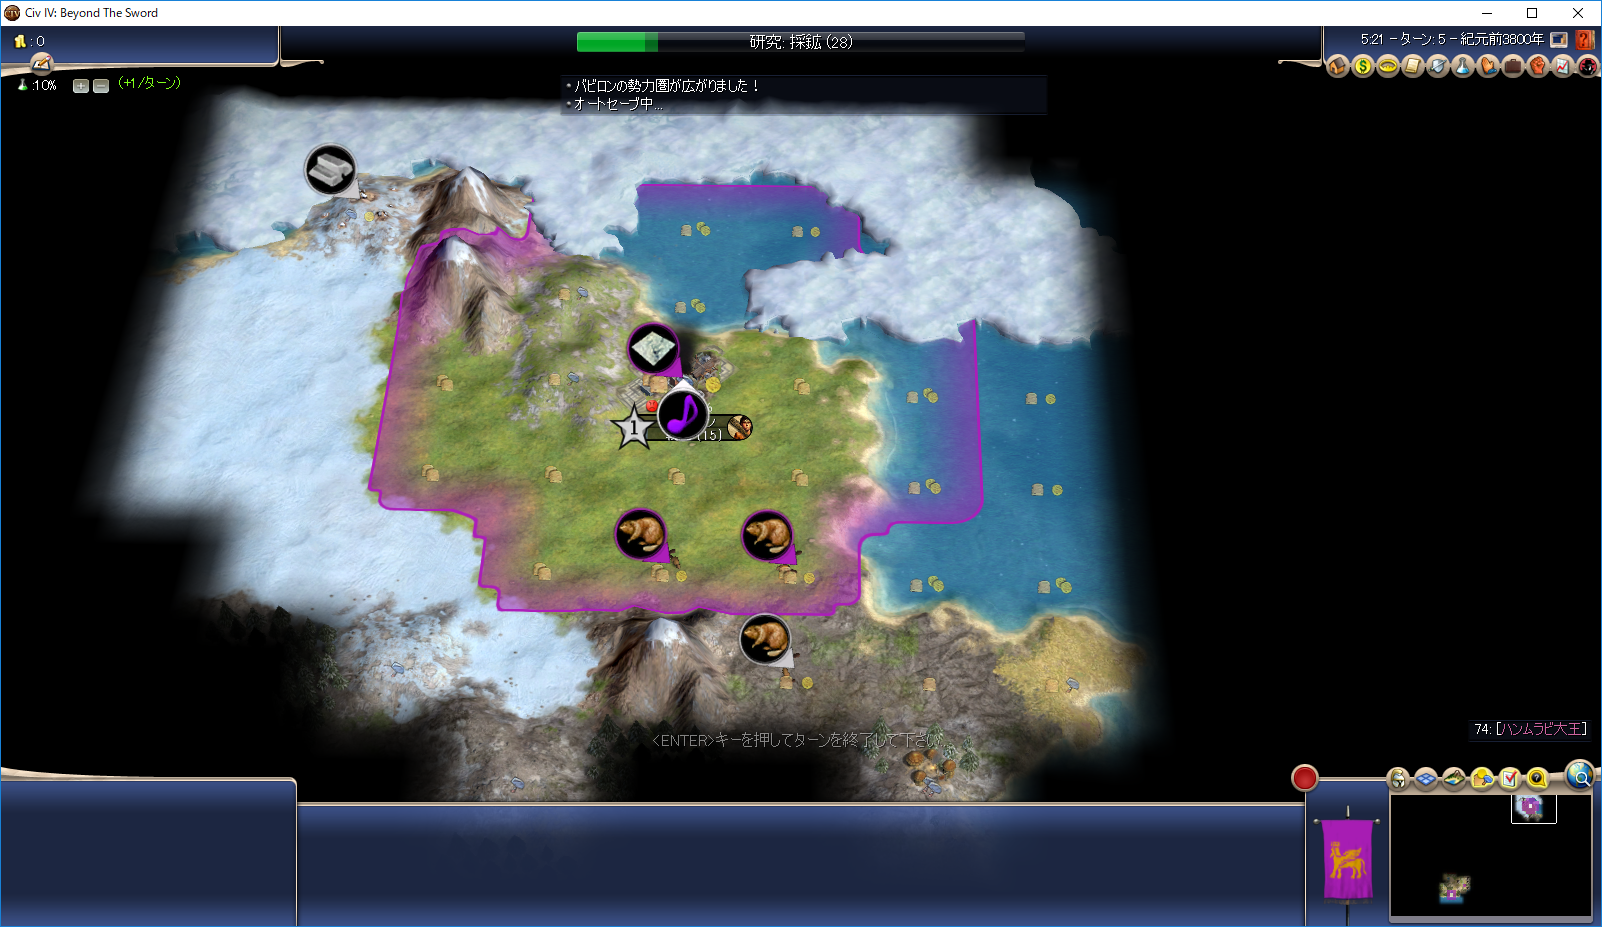 Civ IV: Beyond The Sword
: 0
研究: 採鉱 (28)
5:21 - ターン: 5 - 紀元前3800年
:10%
(+1 /ターン)
・バビロンの勢力圏が広がりました！
・オートセーブ中...
1
(15)
<ENTER>キーを押してターンを終了して下さい
74: [ハンムラビ大王]